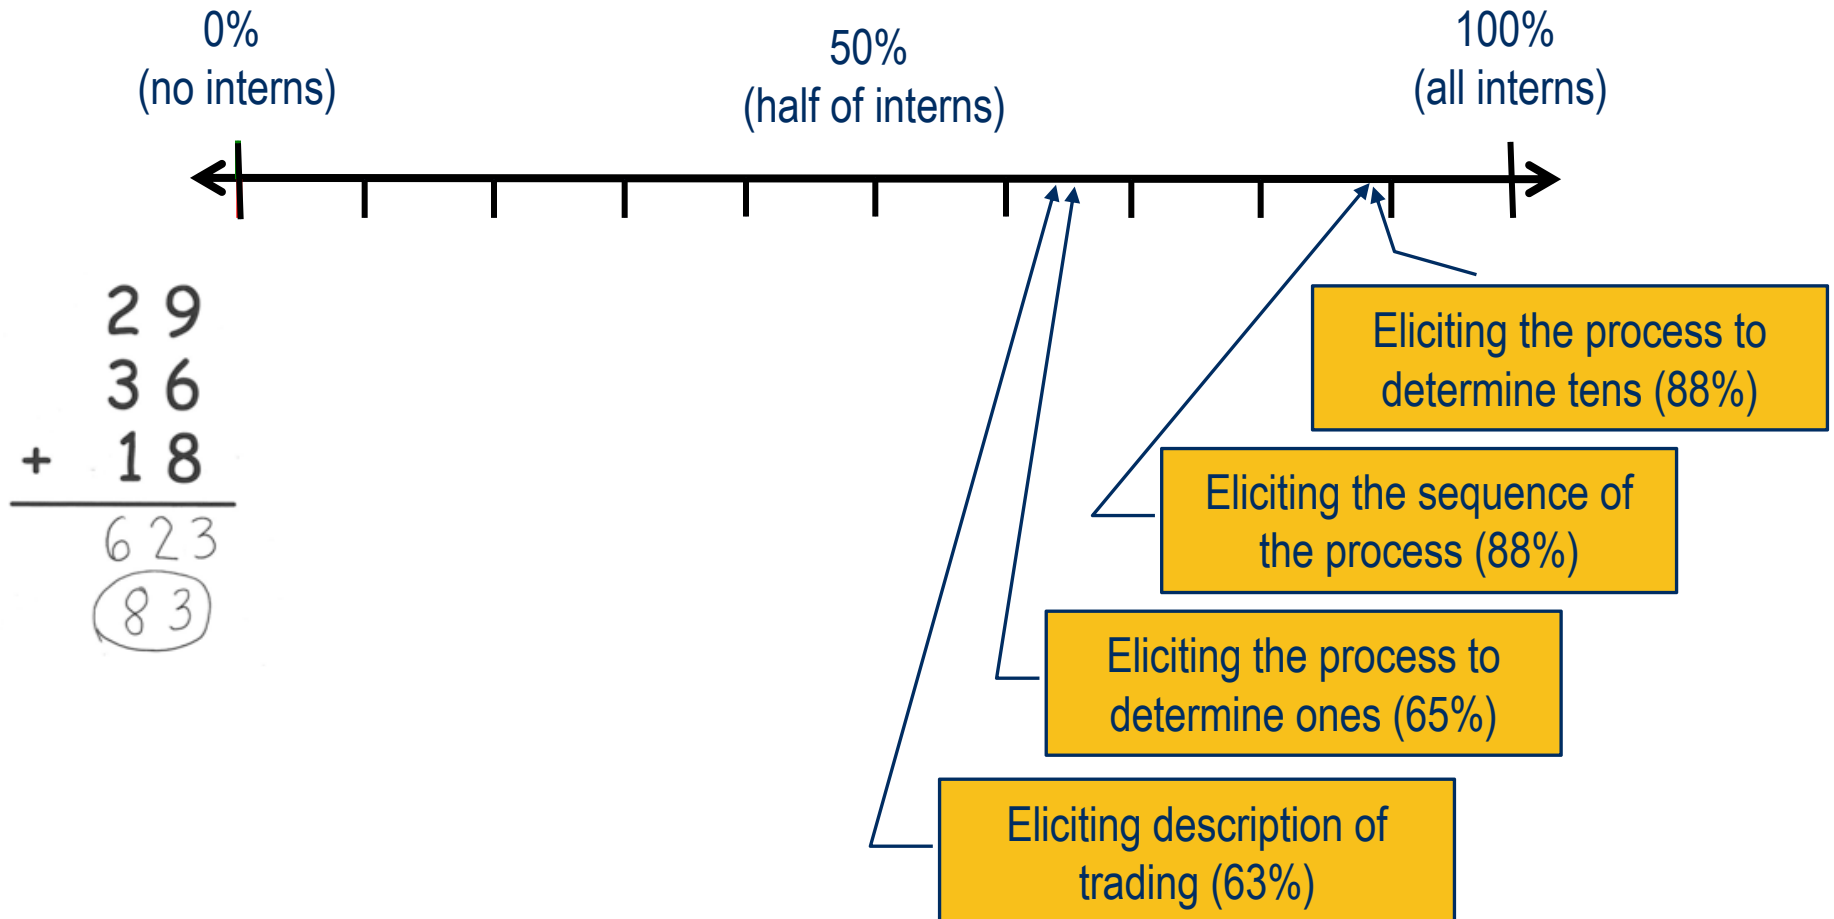 0%
(no interns)
50%
(half of interns)
100%
(all interns)
29
36
+ 18
623
83
Eliciting the process to
determine tens (88%)
Eliciting the sequence of
the process (88%)
Eliciting the process to
determine ones (65%)
Eliciting description of
trading (63%)